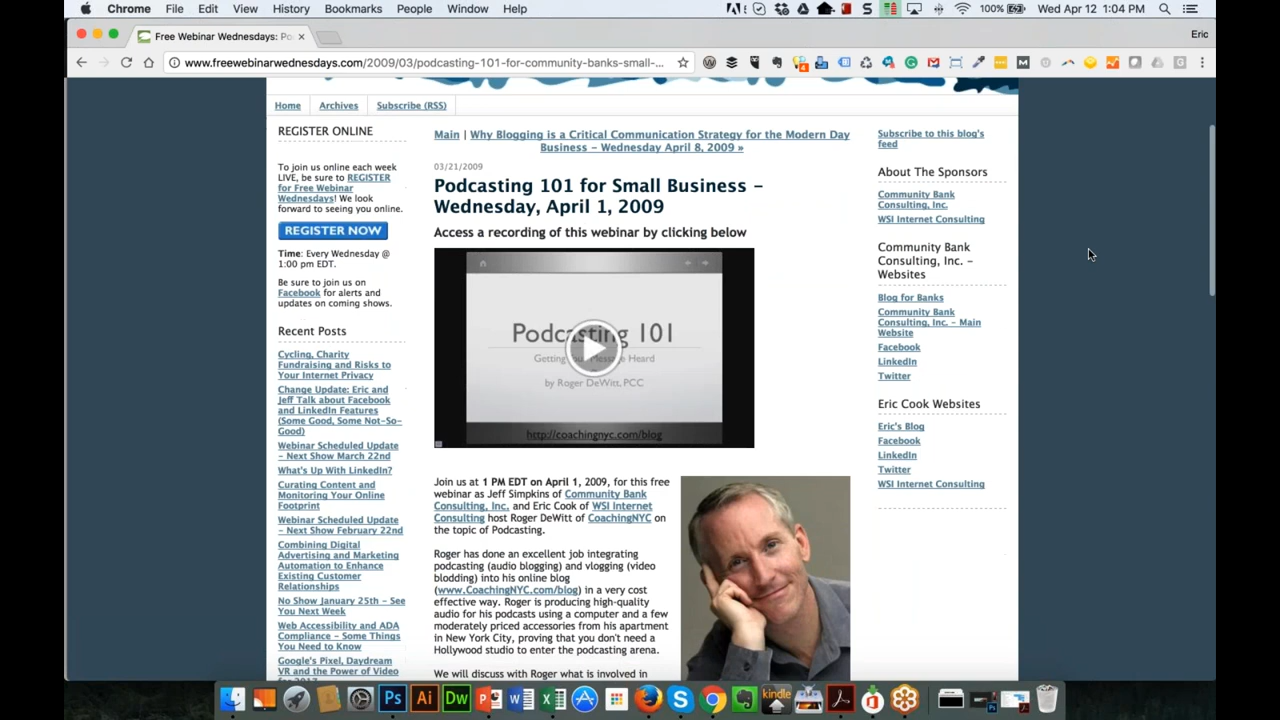 Chrome File Edit View History Bookmarks People Window Help
100% Wed Apr 12 1:04 PM
Free Webinar Wednesdays: Po
Eric
www.freewebinarwednesdays.com/2009/03/podcasting-101-for-community-banks-small-...
Home Archives Subscribe (RSS)
REGISTER ONLINE
To join us online each week
LIVE, be sure to REGISTER
for Free Webinar
Wednesdays! We look
forward to seeing you online.
REGISTER NOW
Time: Every Wednesday @
1:00 pm EDT.
Be sure to join us on
Facebook for alerts and
updates on coming shows.
Recent Posts
Cycling, Charity
Fundraising and Risks to
Your Internet Privacy
Change Update: Eric and
Jeff Talk about Facebook
and LinkedIn Features
(Some Good, Some Not-So-
Good)
Webinar Scheduled Update
- Next Show March 22nd
What's Up With LinkedIn?
Curating Content and
Monitoring Your Online
Footprint
Webinar Scheduled Update
- Next Show February 22nd
Combining Digital
Advertising and Marketing
Automation to Enhance
Existing Customer
Relationships
No Show January 25th - See
You Next Week
Web Accessibility and ADA
Compliance - Some Things
You Need to Know
Google's Pixel, Daydream
VR and the Power of Video
Main | Why Blogging is a Critical Communication Strategy for the Modern Day
Business - Wednesday April 8, 2009 »
03/21/2009
Podcasting 101 for Small Business -
Wednesday, April 1, 2009
Access a recording of this webinar by clicking below
Podcasting 101
Getting Your Message Heard
by Roger DeWitt, PCC
http://coachingnyc.com/blog
Join us at 1 PM EDT on April 1, 2009, for this free
webinar as Jeff Simpkins of Community Bank
Consulting, Inc. and Eric Cook of WSI Internet
Consulting host Roger DeWitt of CoachingNYC on
the topic of Podcasting.
Roger has done an excellent job integrating
podcasting (audio blogging) and vlogging (video
blodding) into his online blog
(www.CoachingNYC.com/blog) in a very cost
effective way. Roger is producing high-quality
audio for his podcasts using a computer and a few
moderately priced accessories from his apartment
in New York City, proving that you don't need a
Hollywood studio to enter the podcasting arena.
We will discuss with Roger what is involved in
Subscribe to this blog's
feed
About The Sponsors
Community Bank
Consulting, Inc.
WSI Internet Consulting
Community Bank
Consulting, Inc. -
Websites
Blog for Banks
Community Bank
Consulting, Inc. - Main
Website
Facebook
LinkedIn
Twitter
Eric Cook Websites
Eric's Blog
Facebook
LinkedIn
Twitter
WSI Internet Consulting
Ps Ai Dw
kindle